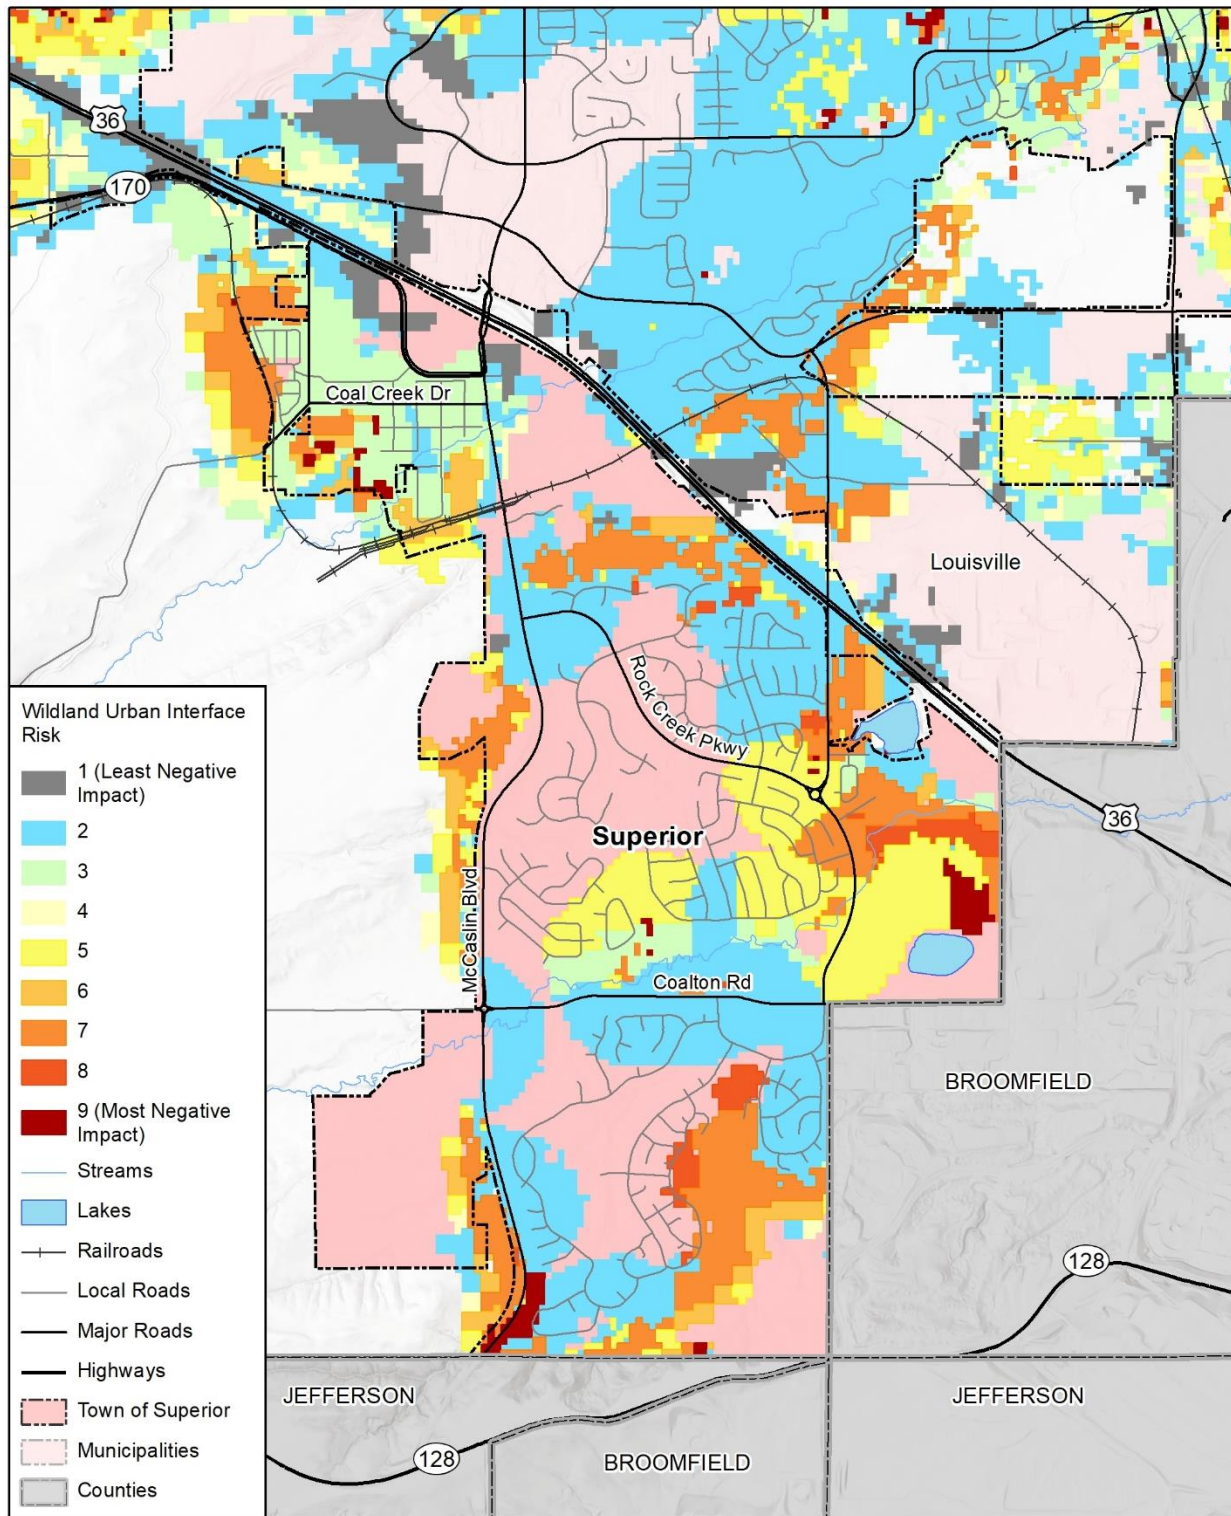 36
170
Coal Creek Dr
Louisville
Rock Creek Pkwy
36
Superior
McCaslin Blvd
Coalton Rd
BROOMFIELD
128
JEFFERSON
JEFFERSON
128
BROOMFIELD
Wildland Urban Interface
Risk
1 (Least Negative
Impact)
2
3
4
5
6
7
8
9 (Most Negative
Impact)
Streams
Lakes
Railroads
Local Roads
Major Roads
Highways
Town of Superior
Municipalities
Counties